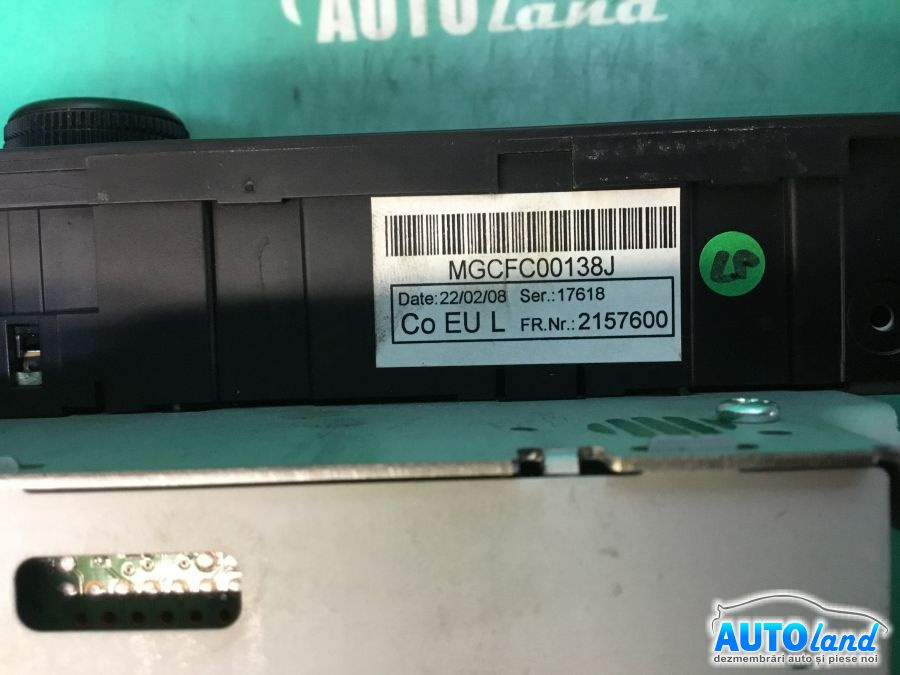 AUTOLand
MGCFC00138J
Date: 22/02/08 Ser.:17618
Co EU L FR.Nr.: 2157600
AUTOland
dezmembrări auto și piese noi